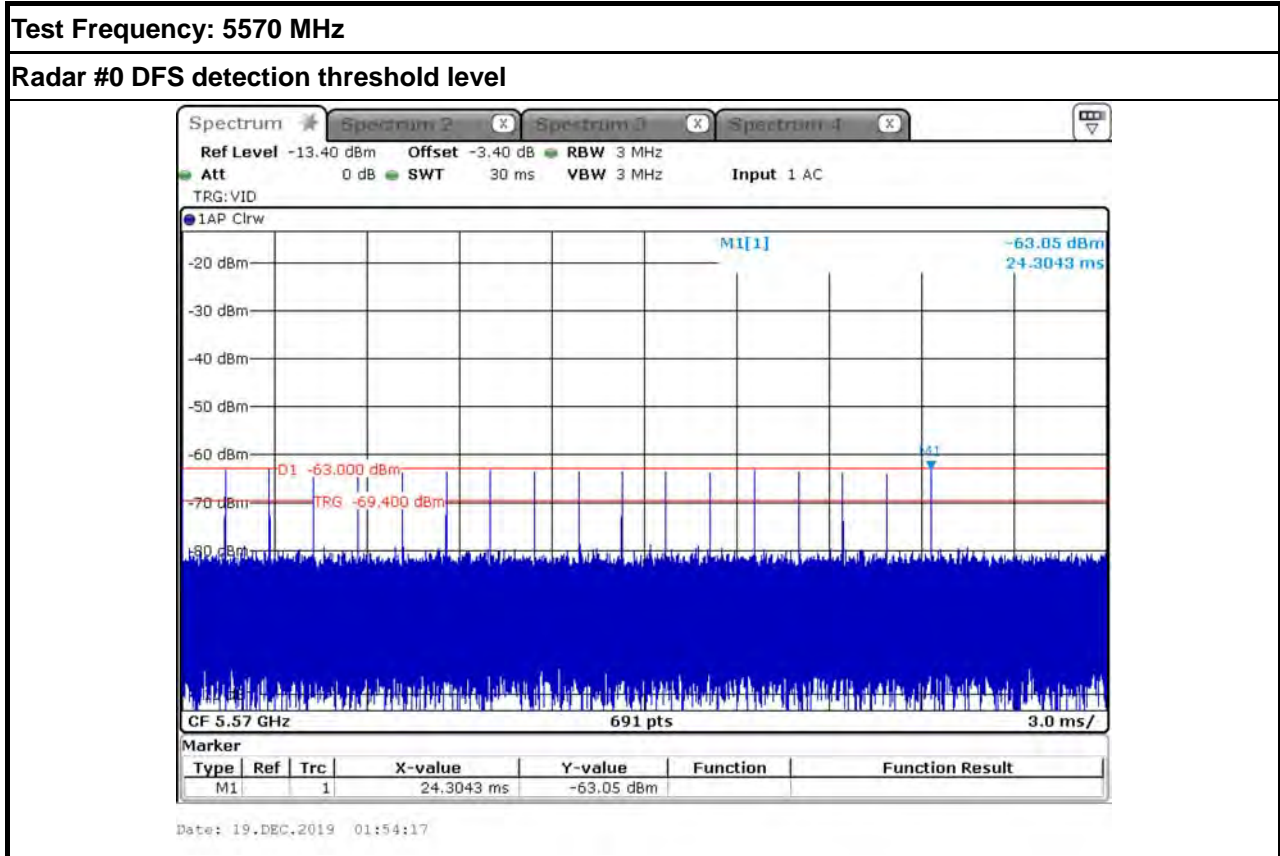 Test Frequency: 5570 MHz
Radar #0 DFS detection threshold level
Spectrum Spectrum 2 X Spectrum 3 X Spectrum 4 X
Ref Level -13.40 dBm Offset -3.40 dB RBW 3 MHz
Att 0 dB SWT 30 ms VBW 3 MHz Input 1 AC
TRG:VID
1AP Clrw
M1[1] -63.05 dBm
24.3043 ms
-20 dBm
-30 dBm
-40 dBm
-50 dBm
-60 dBm
M1
D1 -63.000 dBm
-70 dBm
TRG -69.400 dBm
-80 dBm
CF 5.57 GHz 691 pts 3.0 ms/
Marker
Type Ref Trc X-value Y-value Function Function Result
M1 1 24.3043 ms -63.05 dBm
Date: 19.DEC.2019 01:54:17